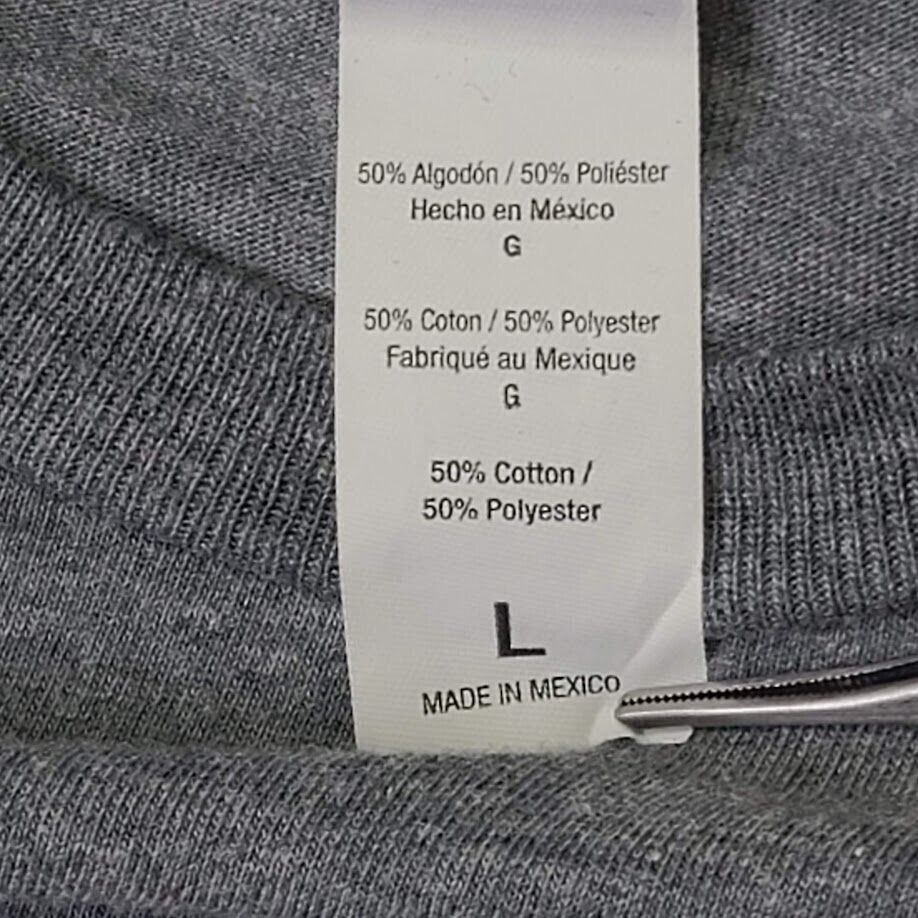 50% Algodón / 50% Poliéster
Hecho en México
G
50% Coton / 50% Polyester
Fabriqué au Mexique
G
50% Cotton /
50% Polyester
L
MADE IN MEXICO